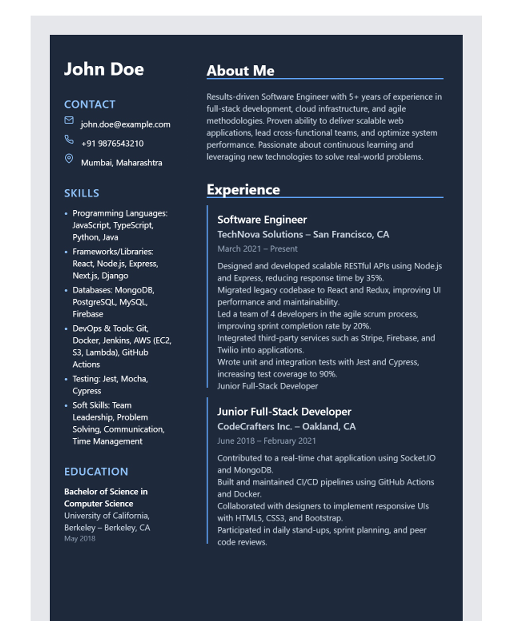 John Doe
CONTACT
john.doe@example.com
+91 9876543210
Mumbai, Maharashtra
SKILLS
• Programming Languages:
JavaScript, TypeScript,
Python, Java
• Frameworks/Libraries:
React, Node.js, Express,
Next.js, Django
• Databases: MongoDB,
PostgreSQL, MySQL,
Firebase
• DevOps & Tools: Git,
Docker, Jenkins, AWS (EC2,
S3, Lambda), GitHub
Actions
• Testing: Jest, Mocha,
Cypress
• Soft Skills: Team
Leadership, Problem
Solving, Communication,
Time Management
EDUCATION
Bachelor of Science in
Computer Science
University of California,
Berkeley – Berkeley, CA
May 2018
About Me
Results-driven Software Engineer with 5+ years of experience in
full-stack development, cloud infrastructure, and agile
methodologies. Proven ability to deliver scalable web
applications, lead cross-functional teams, and optimize system
performance. Passionate about continuous learning and
leveraging new technologies to solve real-world problems.
Experience
Software Engineer
TechNova Solutions – San Francisco, CA
March 2021 – Present
Designed and developed scalable RESTful APIs using Node.js
and Express, reducing response time by 35%.
Migrated legacy codebase to React and Redux, improving UI
performance and maintainability.
Led a team of 4 developers in the agile scrum process,
improving sprint completion rate by 20%.
Integrated third-party services such as Stripe, Firebase, and
Twilio into applications.
Wrote unit and integration tests with Jest and Cypress,
increasing test coverage to 90%.
Junior Full-Stack Developer
Junior Full-Stack Developer
CodeCrafters Inc. – Oakland, CA
June 2018 – February 2021
Contributed to a real-time chat application using Socket.IO
and MongoDB.
Built and maintained CI/CD pipelines using GitHub Actions
and Docker.
Collaborated with designers to implement responsive UIs
with HTML5, CSS3, and Bootstrap.
Participated in daily stand-ups, sprint planning, and peer
code reviews.